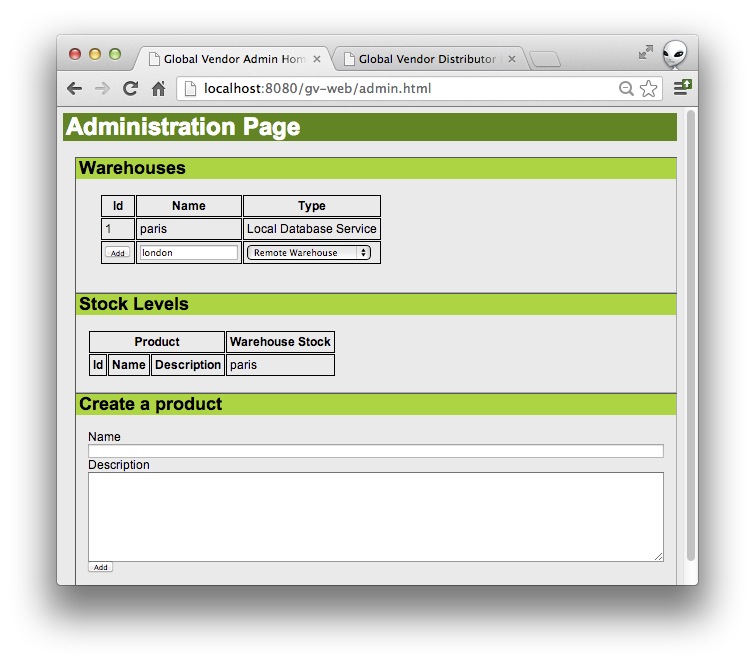 Global Vendor Admin Hom
Global Vendor Distributor
localhost:8080/gv-web/admin.html
Administration Page
Warehouses
Id Name Type
1 paris Local Database Service
Add london Remote Warehouse
Stock Levels
Product Warehouse Stock
Id Name Description paris
Create a product
Name
Description
Add